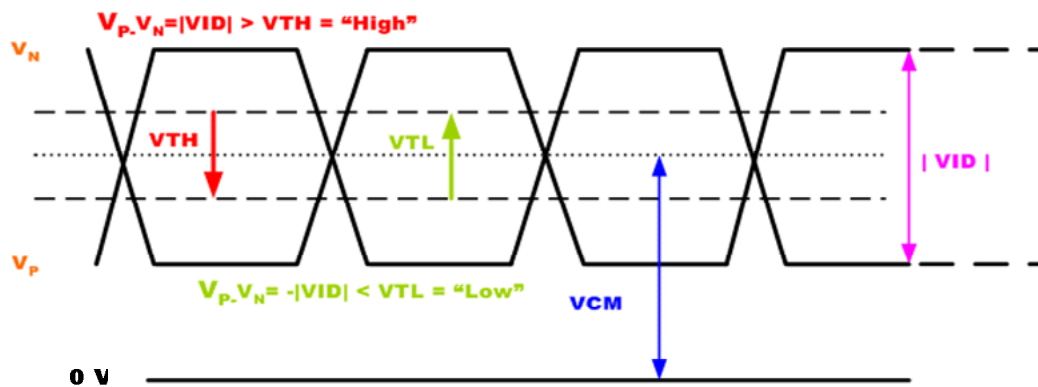 VP-VN=|VID| > VTH = “High”
VN
VTH
VTL
| VID |
VP
VP-VN= -|VID| < VTL = “Low”
VCM
0 V